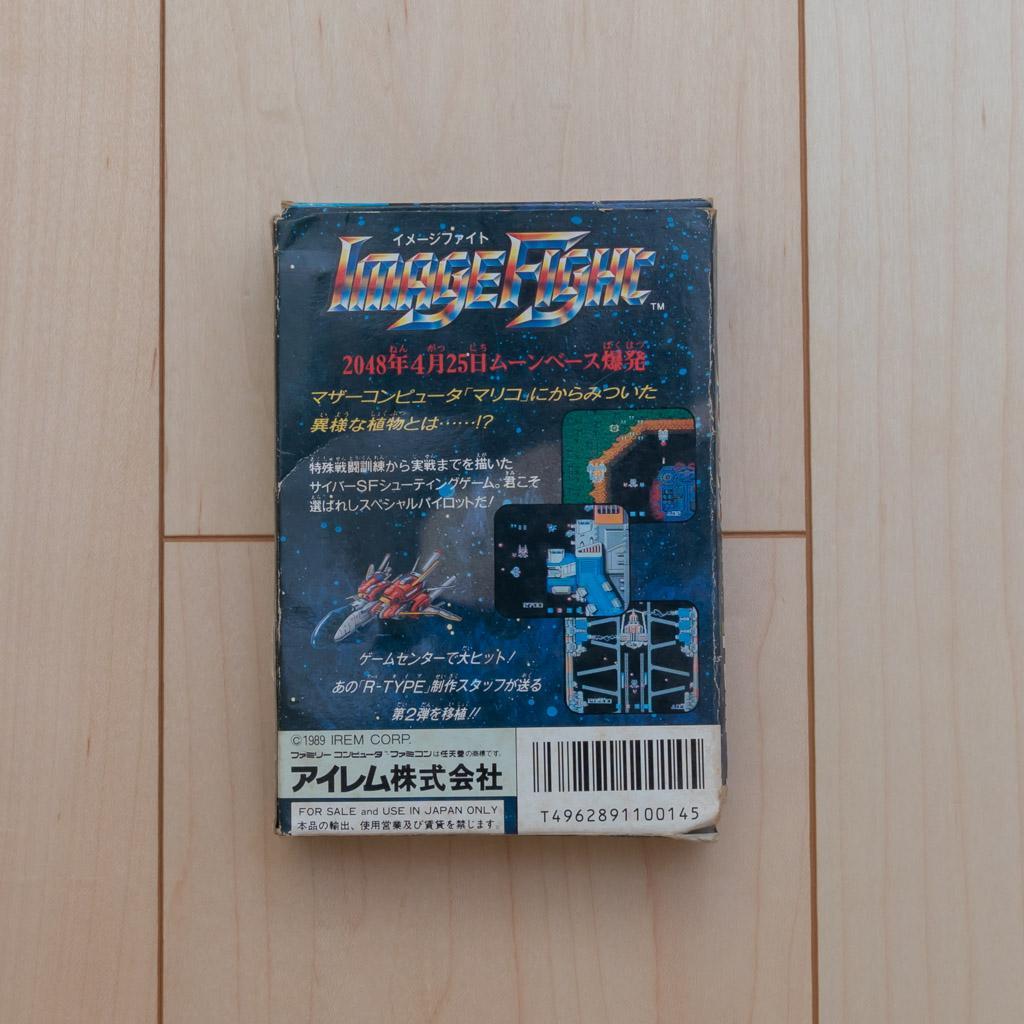 イメージファイト
IMAGE FIGHT
TM
2048年4月25日ムーンベース爆発
マザーコンピュータ「マリコ」にからみついた
異様な植物とは……!?
特殊戦闘訓練から実戦までを描いた
サイバーSFシューティングゲーム。君こそ
選ばれしスペシャルパイロットだ!
2700
ゲームセンターで大ヒット!
あの「R-TYPE」制作スタッフが送る
第2弾を移植!!
©1989 IREM CORP.
ファミリーコンピュータ・ファミコンは任天堂の商標です。
アイレム株式会社
FOR SALE and USE IN JAPAN ONLY
本品の輸出、使用営業及び賃貸を禁じます。
T4962891100145